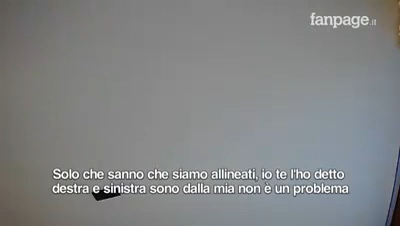 fanpage.it
Solo che sanno che siamo allineati, io te l'ho detto
destra e sinistra sono dalla mia non è un problema